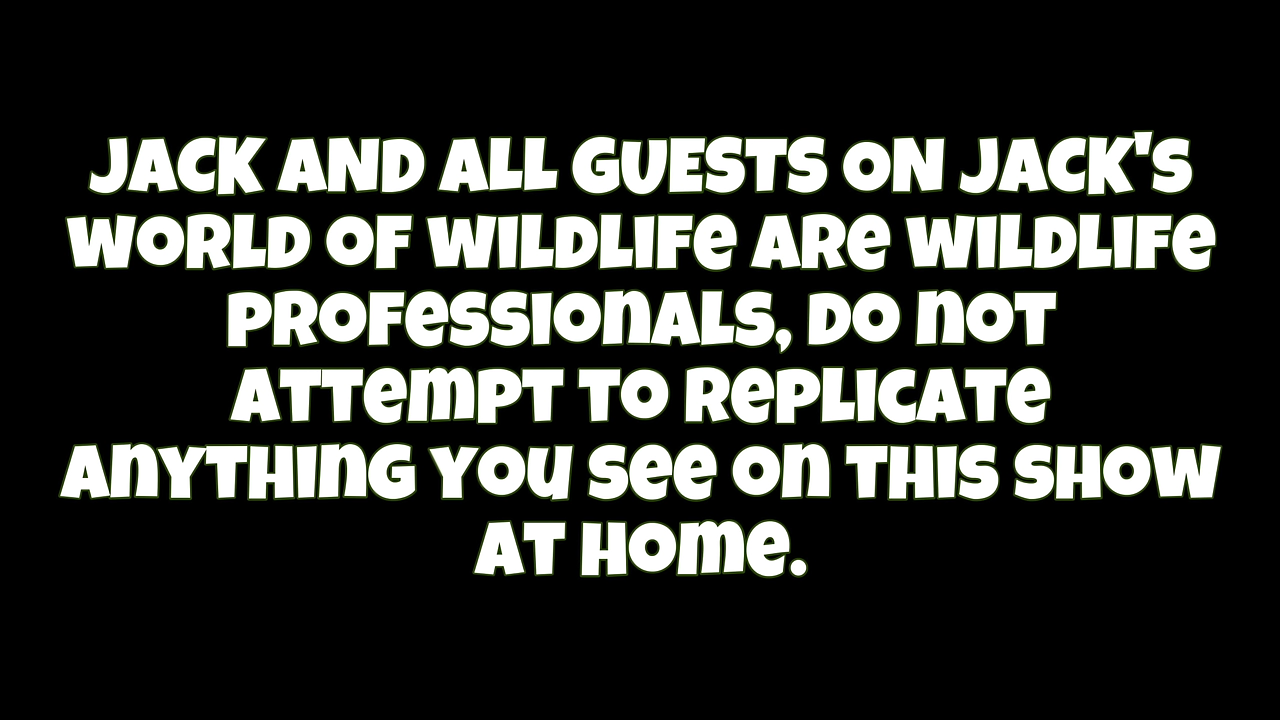 JACK AND ALL GUESTS ON JACK'S
WORLD OF WILDLIFE ARE WILDLIFE
PROFESSIONALS, DO NOT
ATTEMPT TO REPLICATE
ANYTHING YOU SEE ON THIS SHOW
AT HOME.